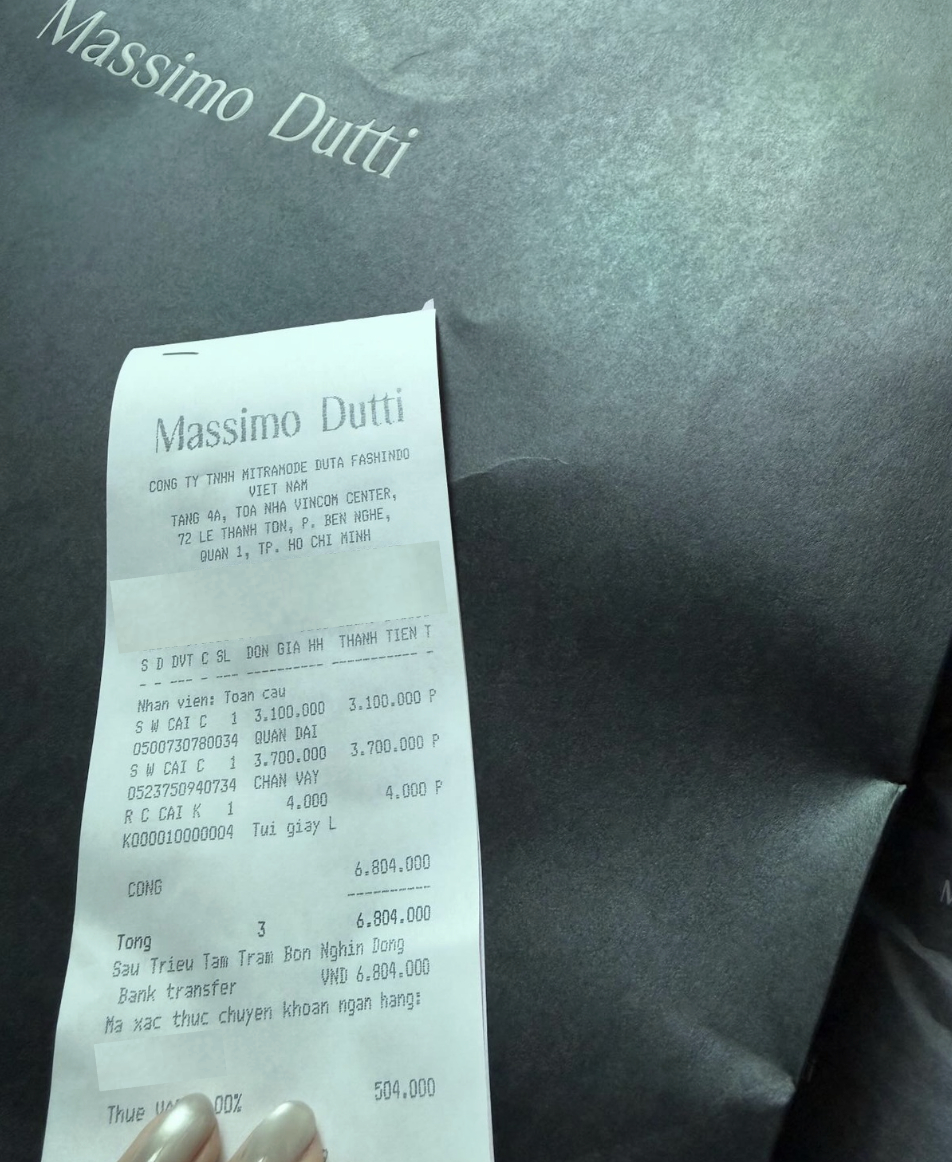 Massimo Dutti
Massimo Dutti
CONG TY TNHH MITRAMODE DUTA FASHINDO
VIET NAM
TANG 4A, TOA NHA VINCOM CENTER,
72 LE THANH TON, P. BEN NGHE,
QUAN 1, TP. HO CHI MINH
S D DVT C SL DON GIA HH THANH TIEN T
Nhan vien: Toan cau
S W CAI C 1 3.100.000 3.100.000 P
0500730780034 QUAN DAI
S W CAI C 1 3.700.000 3.700.000 P
0523750940734 CHAN VAY
R C CAI K 1 4.000 4.000 P
K000010000004 Tui giay L
CONG 6.804.000
Tong 3 6.804.000
Sau Trieu Tam Tram Bon Nghin Dong
Bank transfer VND 6.804.000
Ma xac thuc chuyen khoan ngan hang:
Thue 00% 504.000